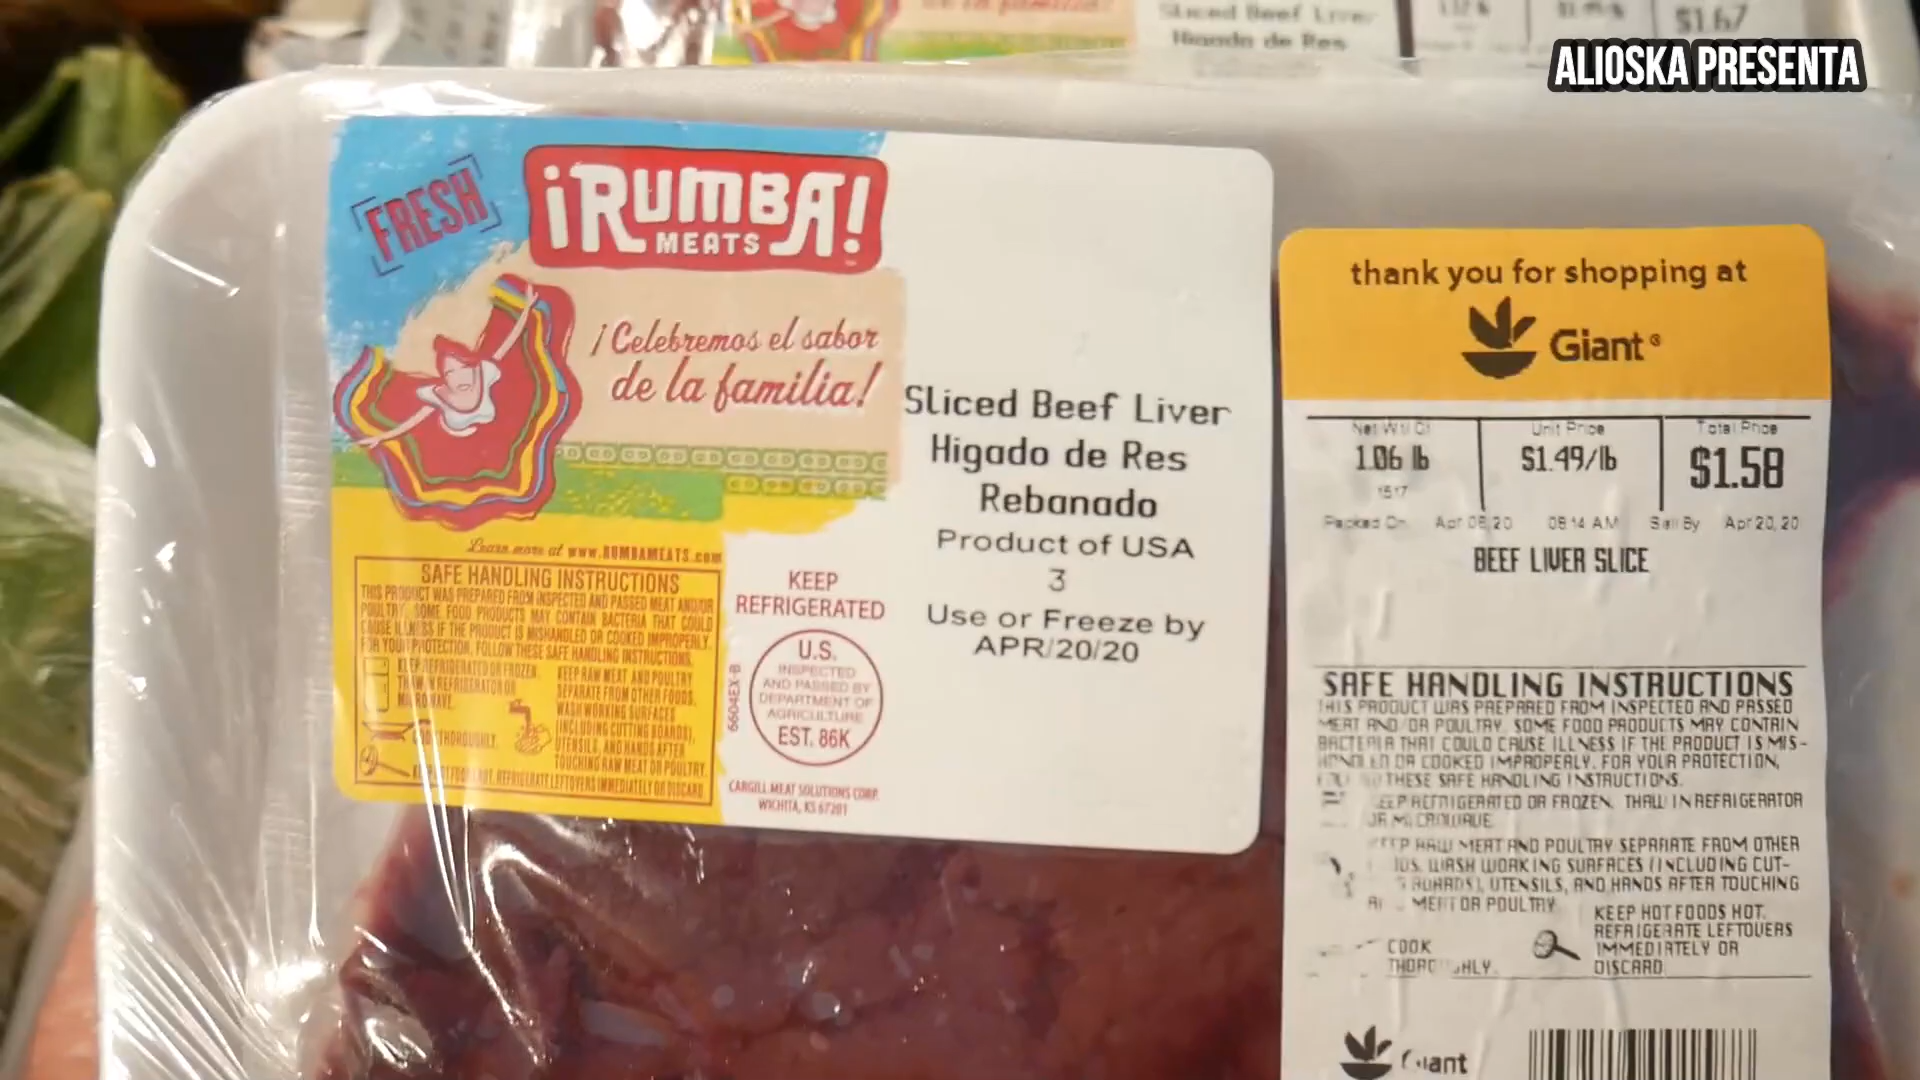 Sliced Beef Liver
Higado de Res
$1.67
ALIOSKA PRESENTA
FRESH
¡RUMBA!
MEATS
¡Celebremos el sabor
de la familia!
Learn more at www.RUMBAMEATS.com
SAFE HANDLING INSTRUCTIONS
THIS PRODUCT WAS PREPARED FROM INSPECTED AND PASSED MEAT AND/OR
POULTRY. SOME FOOD PRODUCTS MAY CONTAIN BACTERIA THAT COULD
CAUSE ILLNESS IF THE PRODUCT IS MISHANDLED OR COOKED IMPROPERLY.
FOR YOUR PROTECTION, FOLLOW THESE SAFE HANDLING INSTRUCTIONS.
KEEP REFRIGERATED OR FROZEN.
THAW IN REFRIGERATOR OR
MICROWAVE.
KEEP RAW MEAT AND POULTRY
SEPARATE FROM OTHER FOODS.
WASH WORKING SURFACES
(INCLUDING CUTTING BOARDS),
UTENSILS, AND HANDS AFTER
TOUCHING RAW MEAT OR POULTRY.
COOK THOROUGHLY.
REFRIGERATE LEFTOVERS IMMEDIATELY OR DISCARD.
KEEP
REFRIGERATED
U.S.
INSPECTED
AND PASSED BY
DEPARTMENT OF
AGRICULTURE
EST. 86K
6604EX-B
CARGILL MEAT SOLUTIONS CORP.
WICHITA, KS 67201
Sliced Beef Liver
Higado de Res
Rebanado
Product of USA
3
Use or Freeze by
APR/20/20
thank you for shopping at
Giant
Net Wt/Ct Unit Price Total Price
1.06 lb $1.49/lb $1.58
1517
Packed On Apr 08, 20 08:14 AM Sell By Apr 20, 20
BEEF LIVER SLICE
SAFE HANDLING INSTRUCTIONS
THIS PRODUCT WAS PREPARED FROM INSPECTED AND PASSED
MEAT AND/OR POULTRY. SOME FOOD PRODUCTS MAY CONTAIN
BACTERIA THAT COULD CAUSE ILLNESS IF THE PRODUCT IS MIS-
HANDLED OR COOKED IMPROPERLY. FOR YOUR PROTECTION,
THESE SAFE HANDLING INSTRUCTIONS.
KEEP REFRIGERATED OR FROZEN. THAW IN REFRIGERATOR
OR MICROWAVE
KEEP RAW MEAT AND POULTRY SEPARATE FROM OTHER
WASH WORKING SURFACES (INCLUDING CUT-
BOARDS), UTENSILS, AND HANDS AFTER TOUCHING
MEAT OR POULTRY
COOK
THOROUGHLY.
KEEP HOT FOODS HOT.
REFRIGERATE LEFTOVERS
IMMEDIATELY OR
DISCARD
Giant